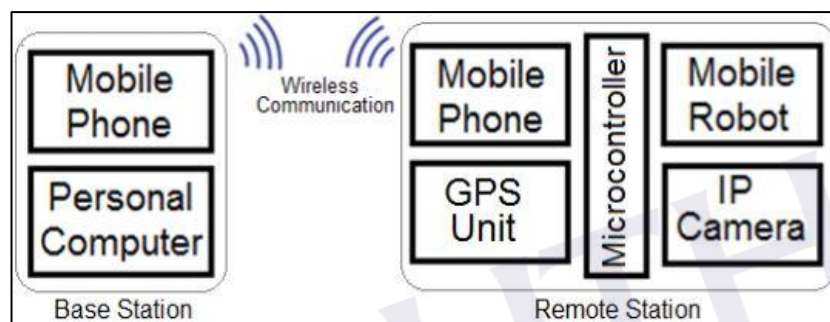 Mobile
Phone
Personal
Computer
Base Station
Wireless
Communication
Mobile
Phone
GPS
Unit
Microcontroller
Mobile
Robot
IP
Camera
Remote Station